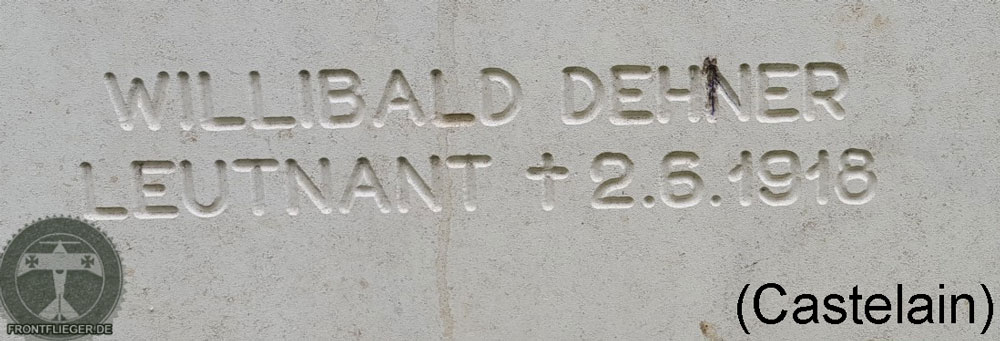 WILLIBALD DEHNER
LEUTNANT † 2.6.1918
FRONTFLIEGER.DE
(Castelain)